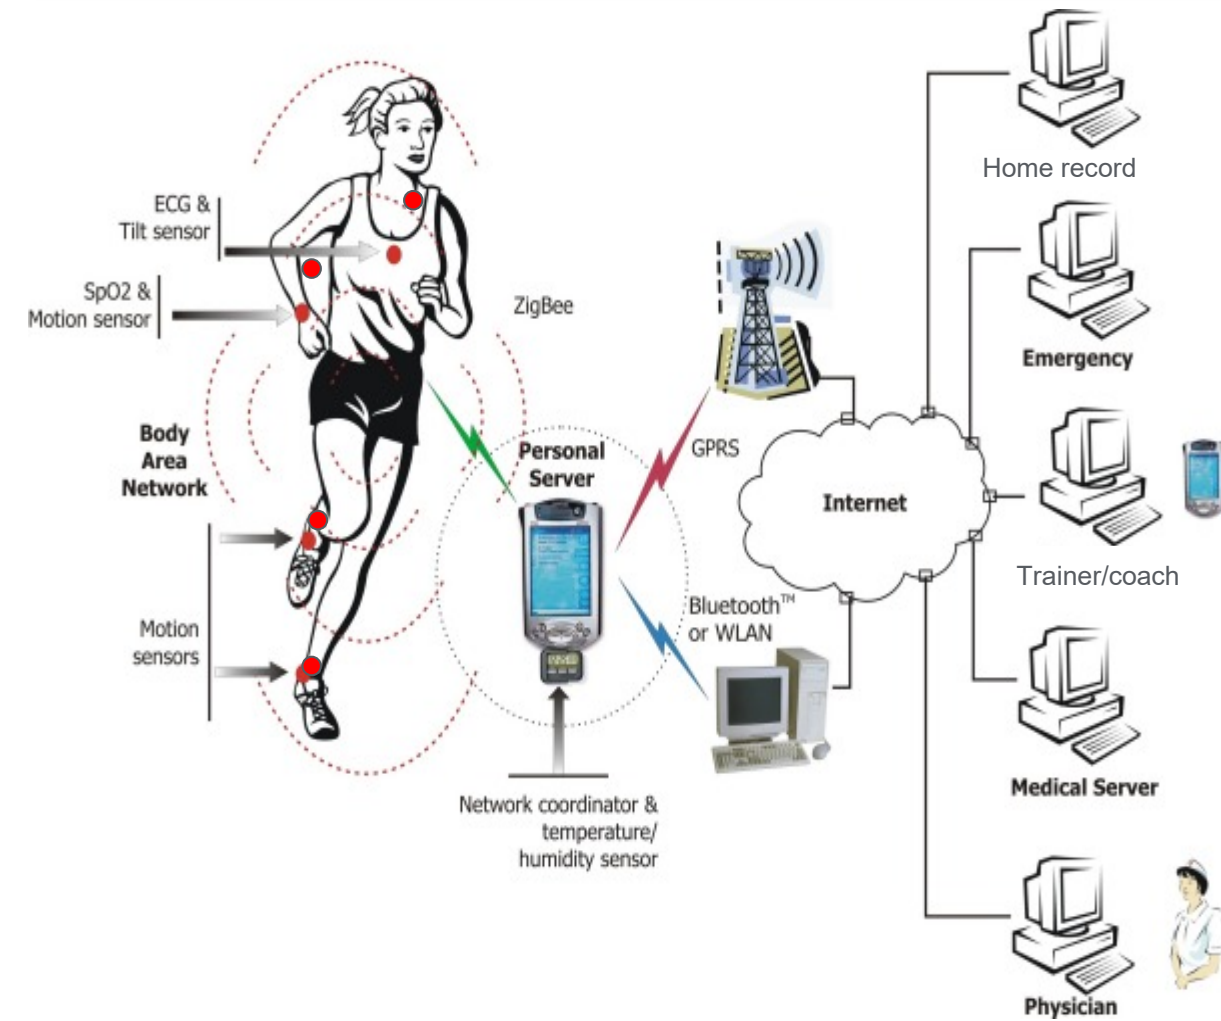 Home record
ECG &
Tilt sensor
SpO2 &
Motion sensor
ZigBee
Emergency
Body
Area
Network
Personal
Server
GPRS
Internet
Trainer/coach
Bluetooth™
or WLAN
Motion
sensors
Medical Server
Network coordinator &
temperature/
humidity sensor
Physician